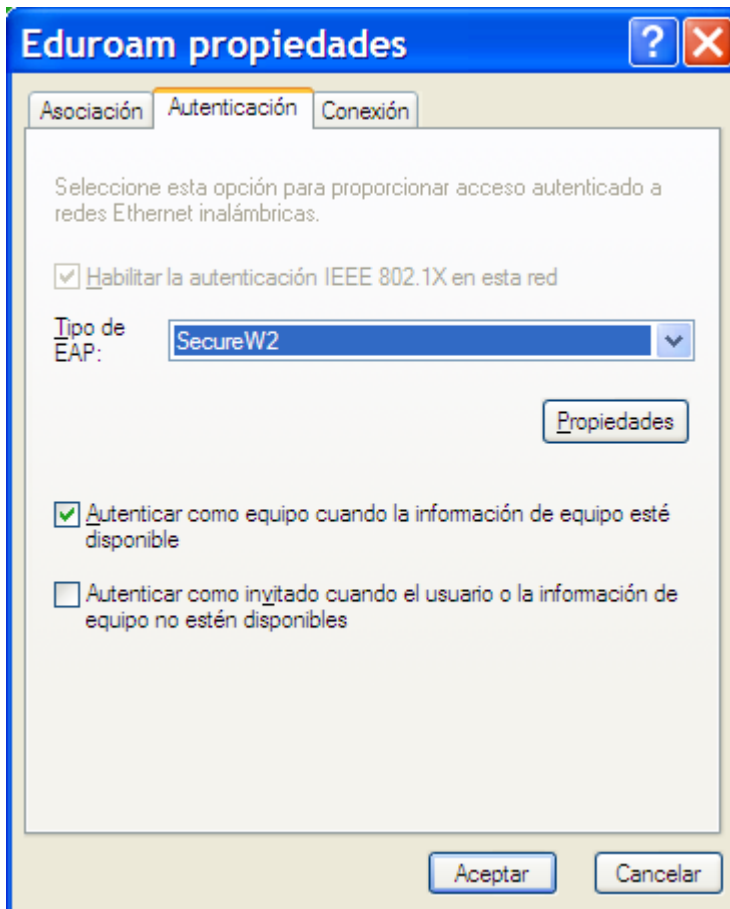 Eduroam propiedades
Asociación Autenticación Conexión
Seleccione esta opción para proporcionar acceso autenticado a
redes Ethernet inalámbricas.
Habilitar la autenticación IEEE 802.1X en esta red
Tipo de
EAP:
SecureW2
Propiedades
Autenticar como equipo cuando la información de equipo esté
disponible
Autenticar como invitado cuando el usuario o la información de
equipo no estén disponibles
Aceptar Cancelar